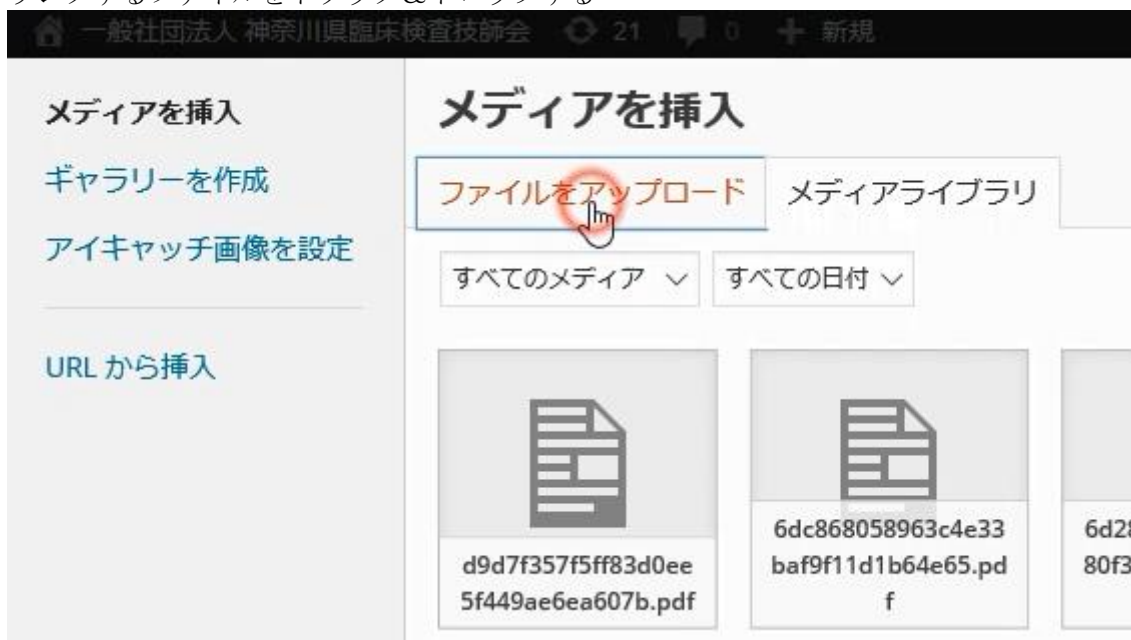 一般社団法人 神奈川県臨床検査技師会 21 0 新規
メディアを挿入
ギャラリーを作成
アイキャッチ画像を設定
URL から挿入
メディアを挿入
ファイルをアップロード メディアライブラリ
すべてのメディア すべての日付
d9d7f357f5ff83d0ee
5f449ae6ea607b.pdf
6dc868058963c4e33
baf9f11d1b64e65.pd
f